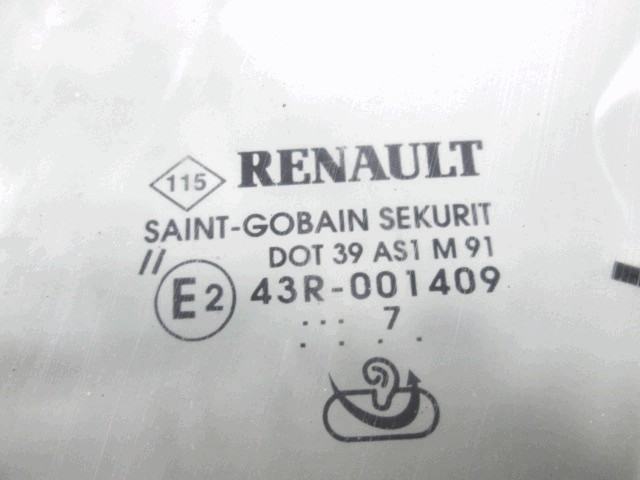 115 RENAULT
SAINT-GOBAIN SEKURIT
// DOT 39 AS1 M 91
E2 43R-001409
... 7
. . . .